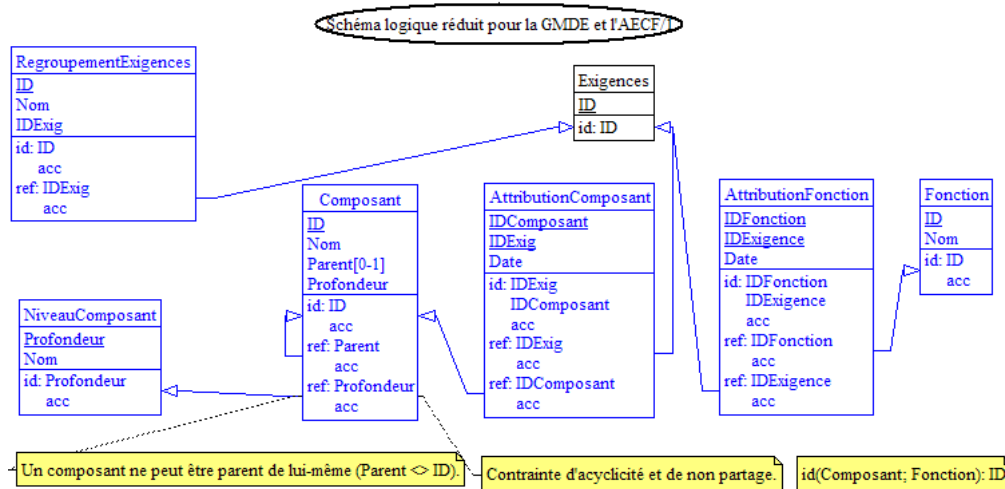 Schéma logique réduit pour la GMDE et l'AECF/1
RegroupementExigences
ID
Nom
IDExig
id: ID
acc
ref: IDExig
acc
Exigences
ID
id: ID
Composant
ID
Nom
Parent[0-1]
Profondeur
id: ID
acc
ref: Parent
acc
ref: Profondeur
acc
AttributionComposant
IDComposant
IDExig
Date
id: IDExig
IDComposant
acc
ref: IDExig
acc
ref: IDComposant
acc
AttributionFonction
IDFonction
IDExigence
Date
id: IDFonction
IDExigence
acc
ref: IDFonction
acc
ref: IDExigence
acc
Fonction
ID
Nom
id: ID
acc
NiveauComposant
Profondeur
Nom
id: Profondeur
acc
Un composant ne peut être parent de lui-même (Parent <> ID).
Contrainte d'acyclicité et de non partage.
id(Composant; Fonction): ID